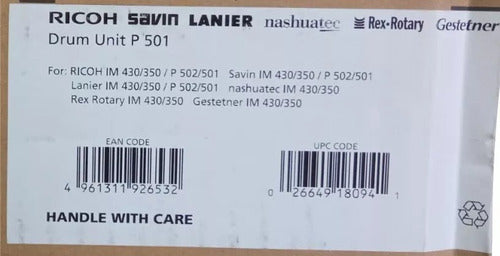 RICOH Savin LANIER nashuatec Rex-Rotary Gestetner
Drum Unit P 501
For: RICOH IM 430/350 / P 502/501 Savin IM 430/350 / P 502/501
Lanier IM 430/350 / P 502/501 nashuatec IM 430/350
Rex Rotary IM 430/350 Gestetner IM 430/350
EAN CODE UPC CODE
4 961311 926532 0 26649 18094 1
HANDLE WITH CARE